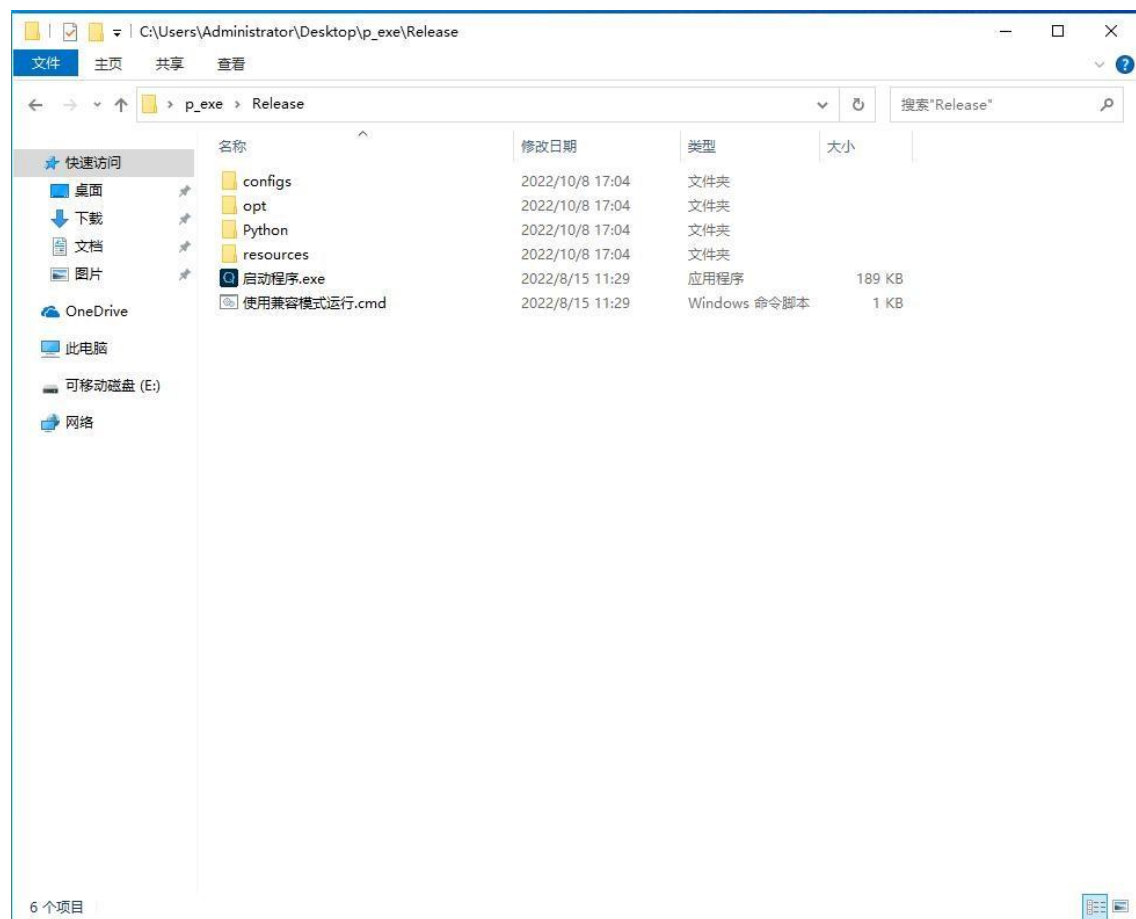 C:\Users\Administrator\Desktop\p_exe\Release
文件 主页 共享 查看
p_exe › Release 搜索"Release"
名称 修改日期 类型 大小
快速访问
桌面
下载
文档
图片
OneDrive
此电脑
可移动磁盘 (E:)
网络
configs 2022/10/8 17:04 文件夹
opt 2022/10/8 17:04 文件夹
Python 2022/10/8 17:04 文件夹
resources 2022/10/8 17:04 文件夹
启动程序.exe 2022/8/15 11:29 应用程序 189 KB
使用兼容模式运行.cmd 2022/8/15 11:29 Windows 命令脚本 1 KB
6 个项目